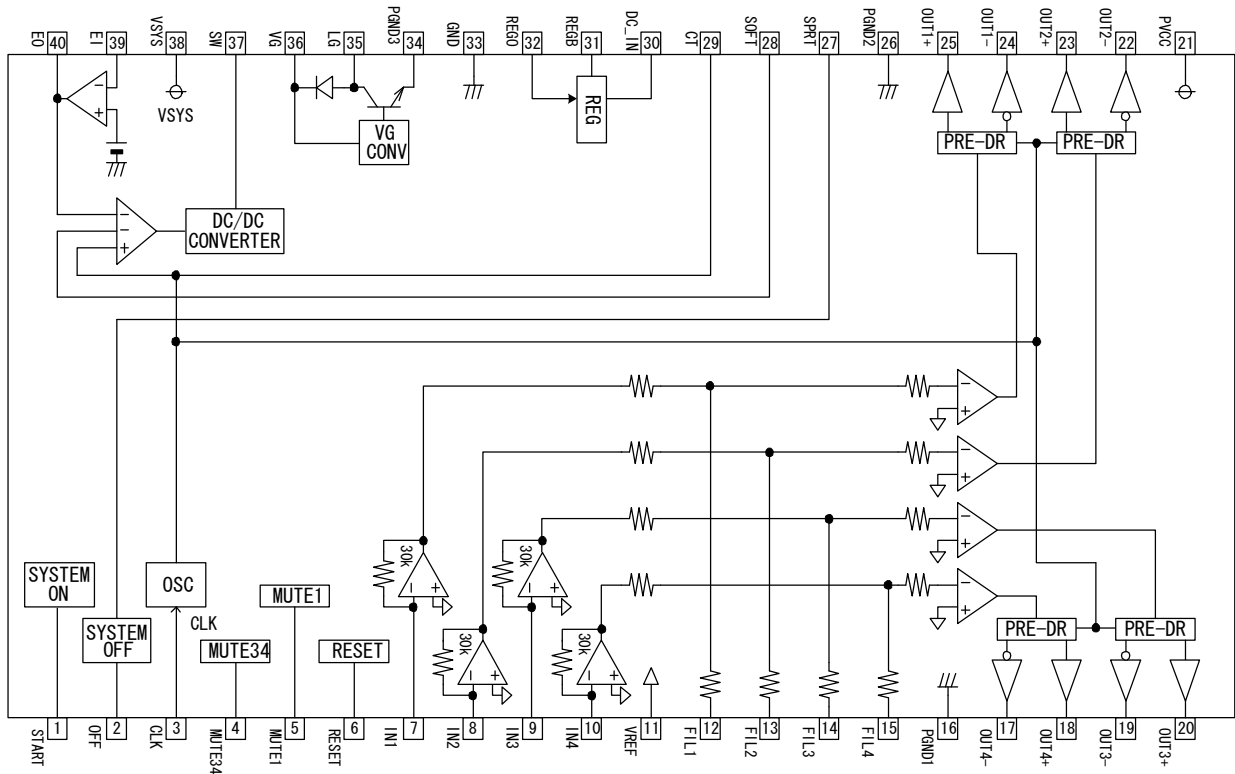 EO
EI
VSYS
SW
VG
LG
PGND3
GND
REGO
REGB
DC_IN
CT
SOFT
SPRT
PGND2
OUT1+
OUT1-
OUT2+
OUT2-
PVCC
40
39
38
37
36
35
34
33
32
31
30
29
28
27
26
25
24
23
22
21
VSYS
VG
CONV
REG
PRE-DR
PRE-DR
DC/DC
CONVERTER
30k
30k
SYSTEM
ON
OSC
MUTE1
CLK
SYSTEM
OFF
MUTE34
RESET
30k
30k
PRE-DR
PRE-DR
1
2
3
4
5
6
7
8
9
10
11
12
13
14
15
16
17
18
19
20
START
OFF
CLK
MUTE34
MUTE1
RESET
IN1
IN2
IN3
IN4
VREF
FIL1
FIL2
FIL3
FIL4
PGND1
OUT4-
OUT4+
OUT3-
OUT3+